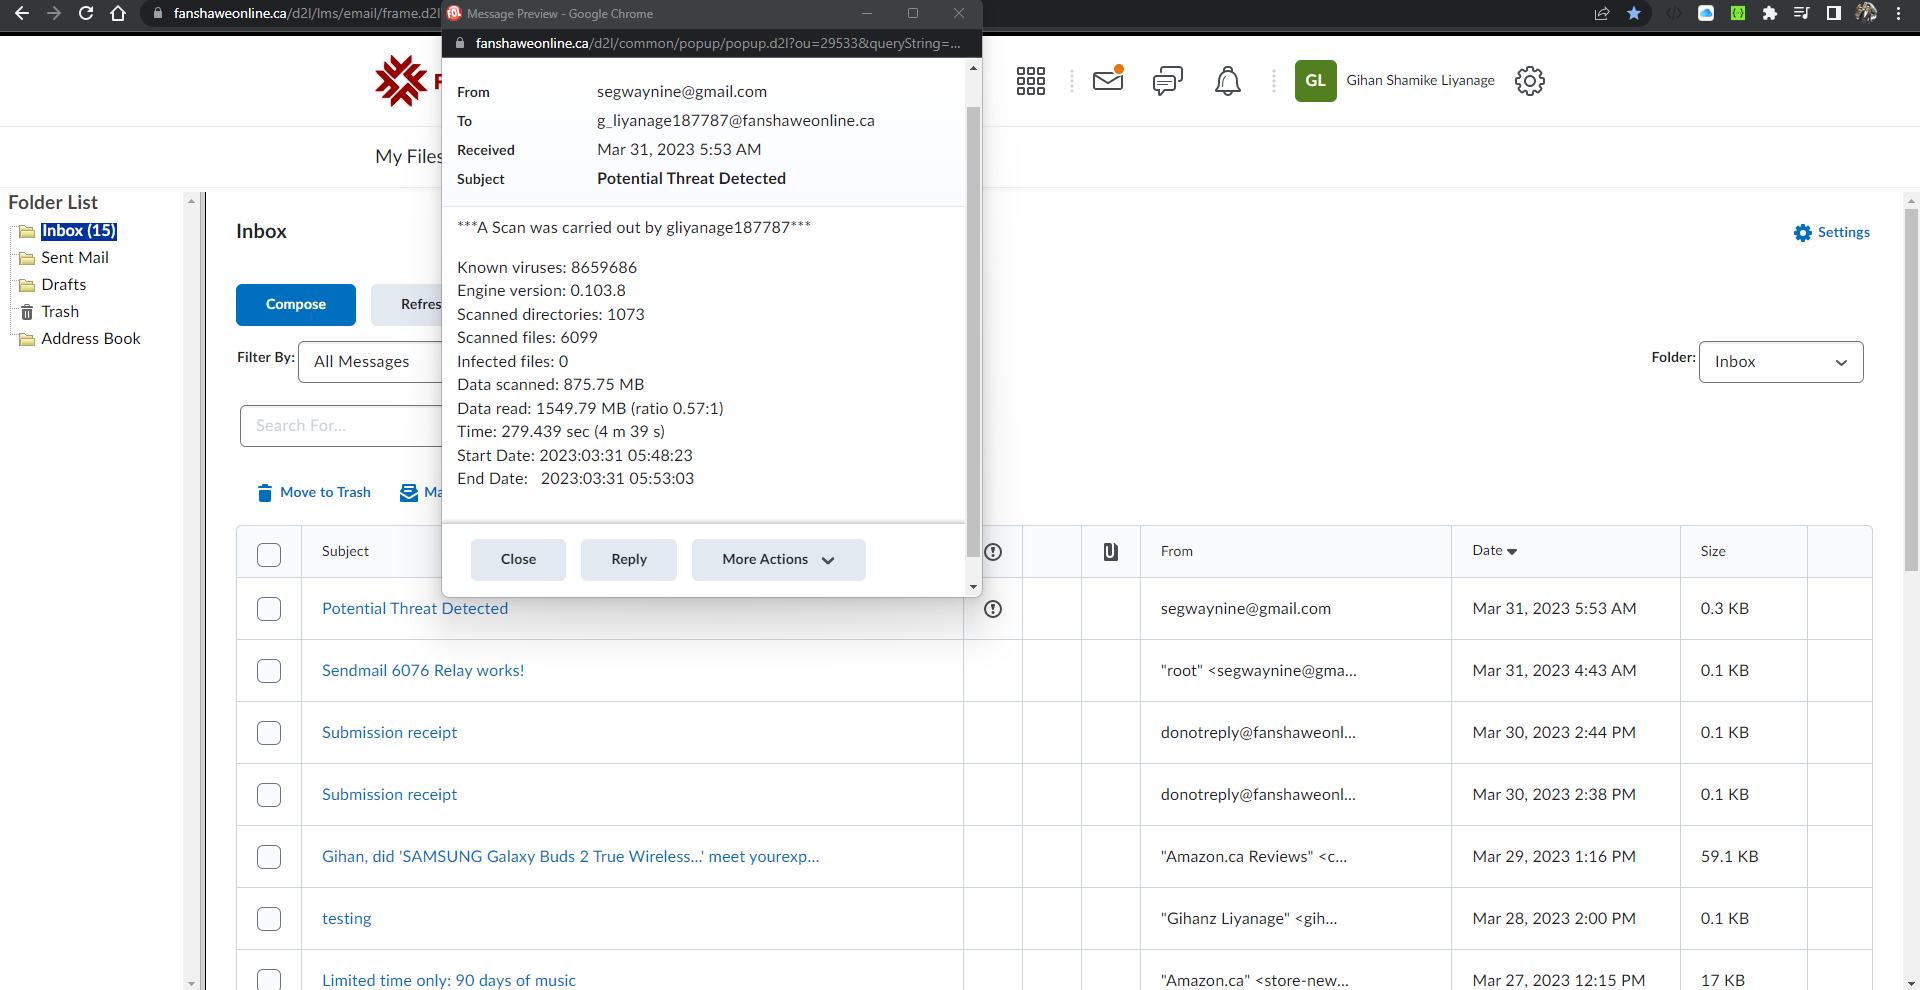 fanshaweonline.ca/d2l/lms/email/frame.d2l
Message Preview - Google Chrome
fanshaweonline.ca/d2l/common/popup/popup.d2l?ou=29533&queryString=...
F
GL
Gihan Shamike Liyanage
My Files
From segwaynine@gmail.com
To g_liyanage187787@fanshaweonline.ca
Received Mar 31, 2023 5:53 AM
Subject Potential Threat Detected
***A Scan was carried out by gliyanage187787***
Known viruses: 8659686
Engine version: 0.103.8
Scanned directories: 1073
Scanned files: 6099
Infected files: 0
Data scanned: 875.75 MB
Data read: 1549.79 MB (ratio 0.57:1)
Time: 279.439 sec (4 m 39 s)
Start Date: 2023:03:31 05:48:23
End Date: 2023:03:31 05:53:03
Close Reply More Actions
Folder List
Inbox (15)
Sent Mail
Drafts
Trash
Address Book
Inbox
Settings
Compose Refres
Filter By: All Messages
Folder: Inbox
Search For...
Move to Trash Ma
Subject From Date Size
Potential Threat Detected segwaynine@gmail.com Mar 31, 2023 5:53 AM 0.3 KB
Sendmail 6076 Relay works! "root" <segwaynine@gma... Mar 31, 2023 4:43 AM 0.1 KB
Submission receipt donotreply@fanshaweonl... Mar 30, 2023 2:44 PM 0.1 KB
Submission receipt donotreply@fanshaweonl... Mar 30, 2023 2:38 PM 0.1 KB
Gihan, did 'SAMSUNG Galaxy Buds 2 True Wireless...' meet yourexp... "Amazon.ca Reviews" <c... Mar 29, 2023 1:16 PM 59.1 KB
testing "Gihanz Liyanage" <gih... Mar 28, 2023 2:00 PM 0.1 KB
Limited time only: 90 days of music "Amazon.ca" <store-new... Mar 27, 2023 12:15 PM 17 KB